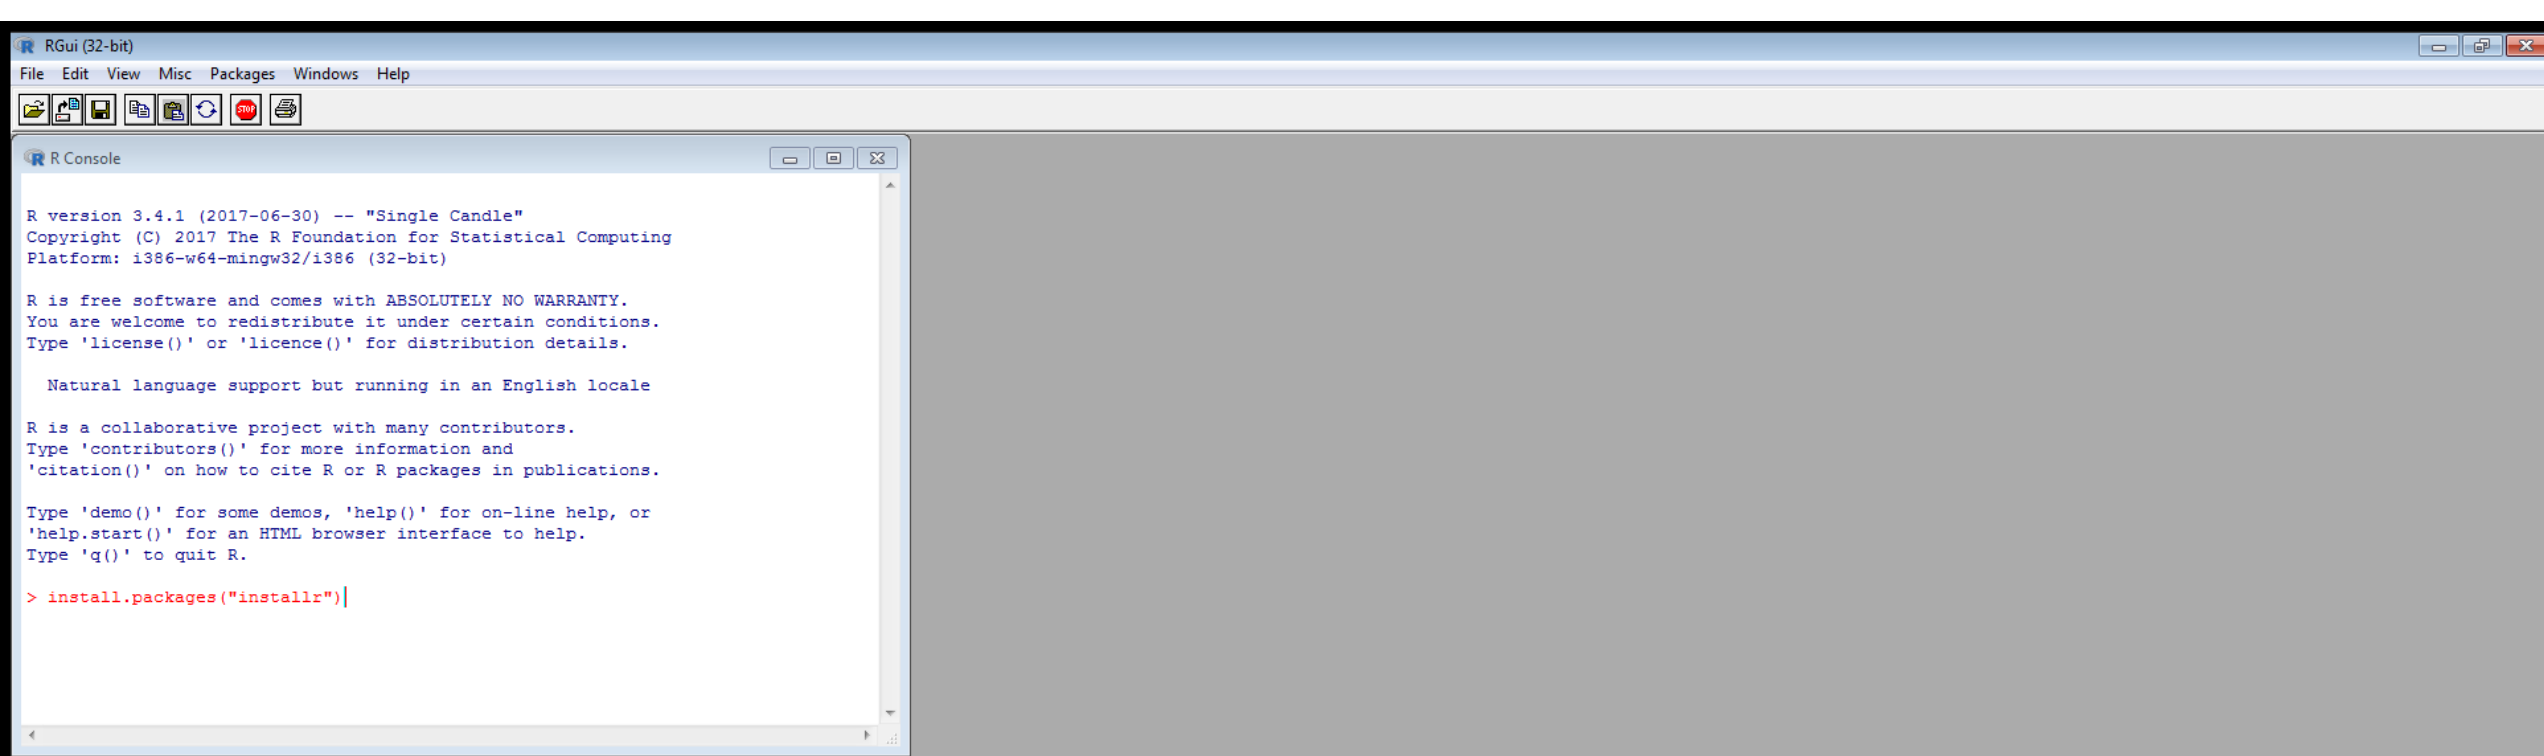 RGui (32-bit)
File Edit View Misc Packages Windows Help
STOP
R Console
R version 3.4.1 (2017-06-30) -- "Single Candle"
Copyright (C) 2017 The R Foundation for Statistical Computing
Platform: i386-w64-mingw32/i386 (32-bit)
R is free software and comes with ABSOLUTELY NO WARRANTY.
You are welcome to redistribute it under certain conditions.
Type 'license()' or 'licence()' for distribution details.
Natural language support but running in an English locale
R is a collaborative project with many contributors.
Type 'contributors()' for more information and
'citation()' on how to cite R or R packages in publications.
Type 'demo()' for some demos, 'help()' for on-line help, or
'help.start()' for an HTML browser interface to help.
Type 'q()' to quit R.
> install.packages("installr")